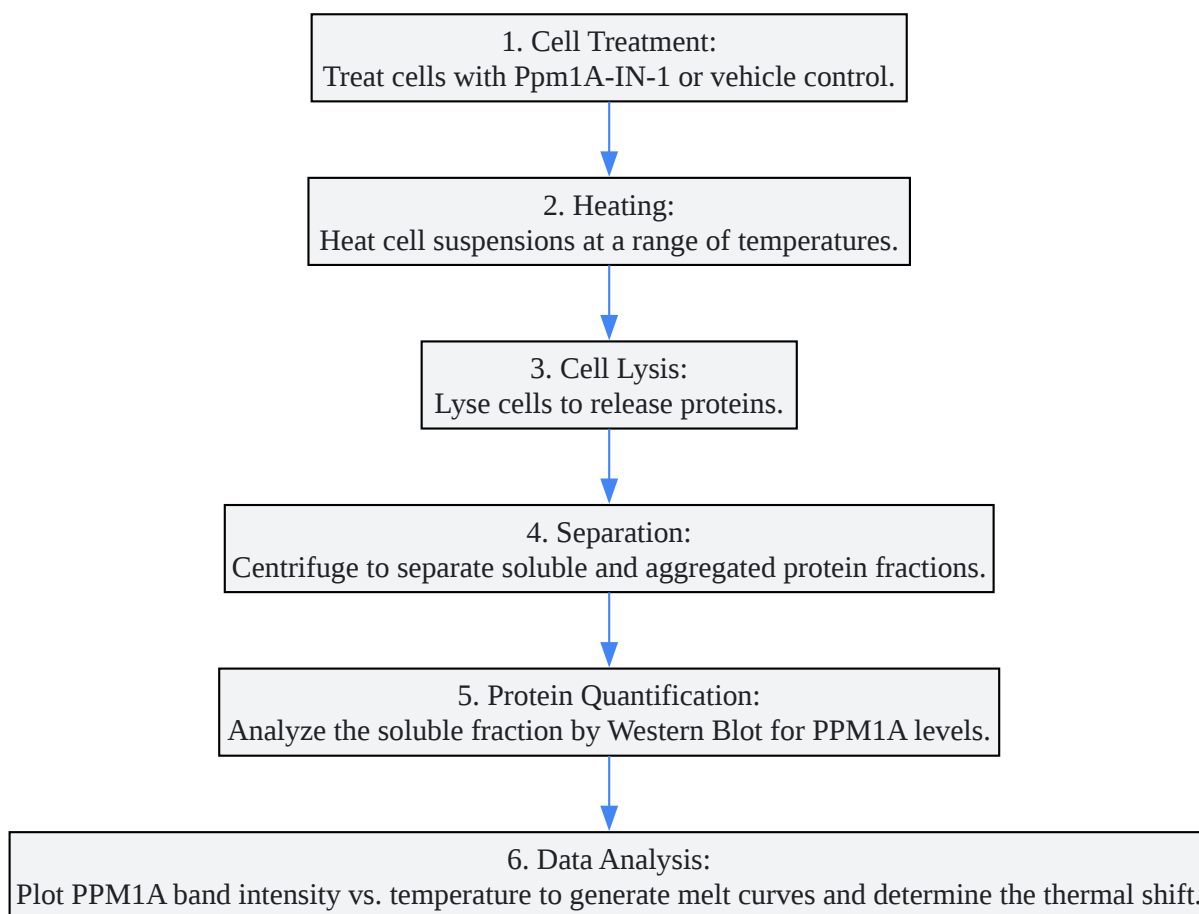 1. Cell Treatment:
Treat cells with Ppm1A-IN-1 or vehicle control.
2. Heating:
Heat cell suspensions at a range of temperatures.
3. Cell Lysis:
Lyse cells to release proteins.
4. Separation:
Centrifuge to separate soluble and aggregated protein fractions.
5. Protein Quantification:
Analyze the soluble fraction by Western Blot for PPM1A levels.
6. Data Analysis:
Plot PPM1A band intensity vs. temperature to generate melt curves and determine the thermal shift.